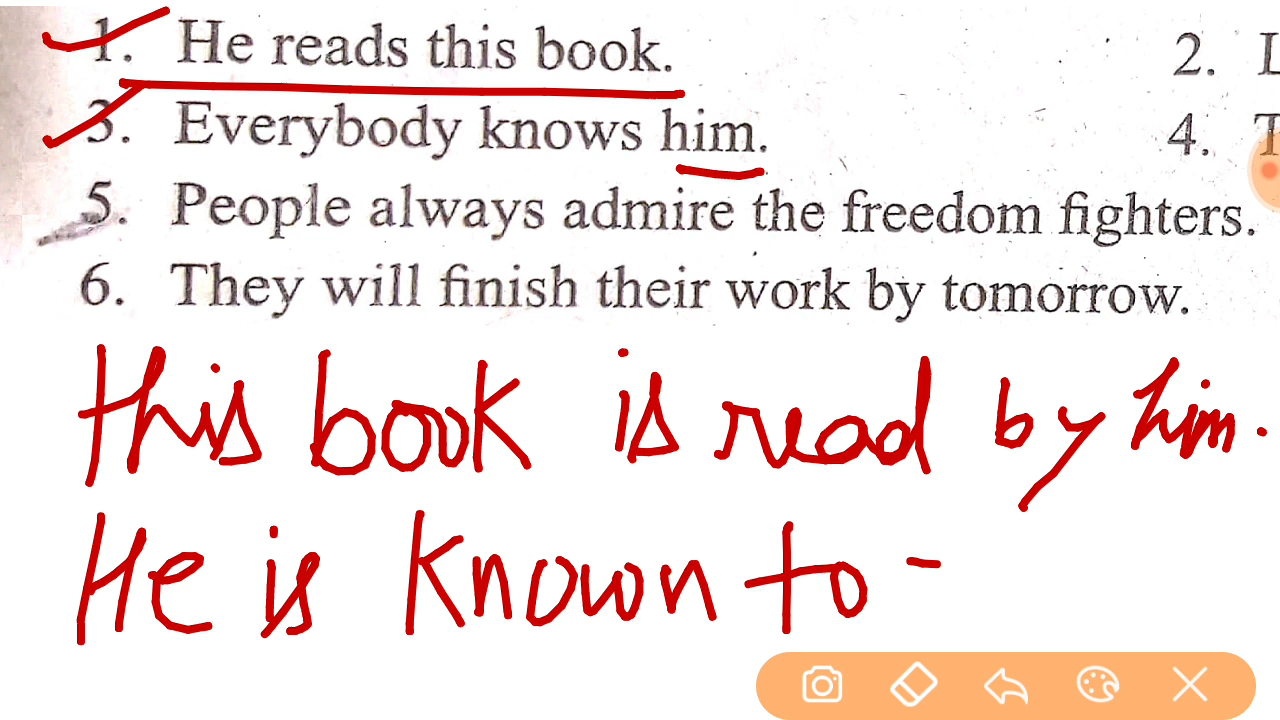 1. He reads this book.
2. L
3. Everybody knows him.
4. T
5. People always admire the freedom fighters.
6. They will finish their work by tomorrow.
this book is read by him.
He is known to -